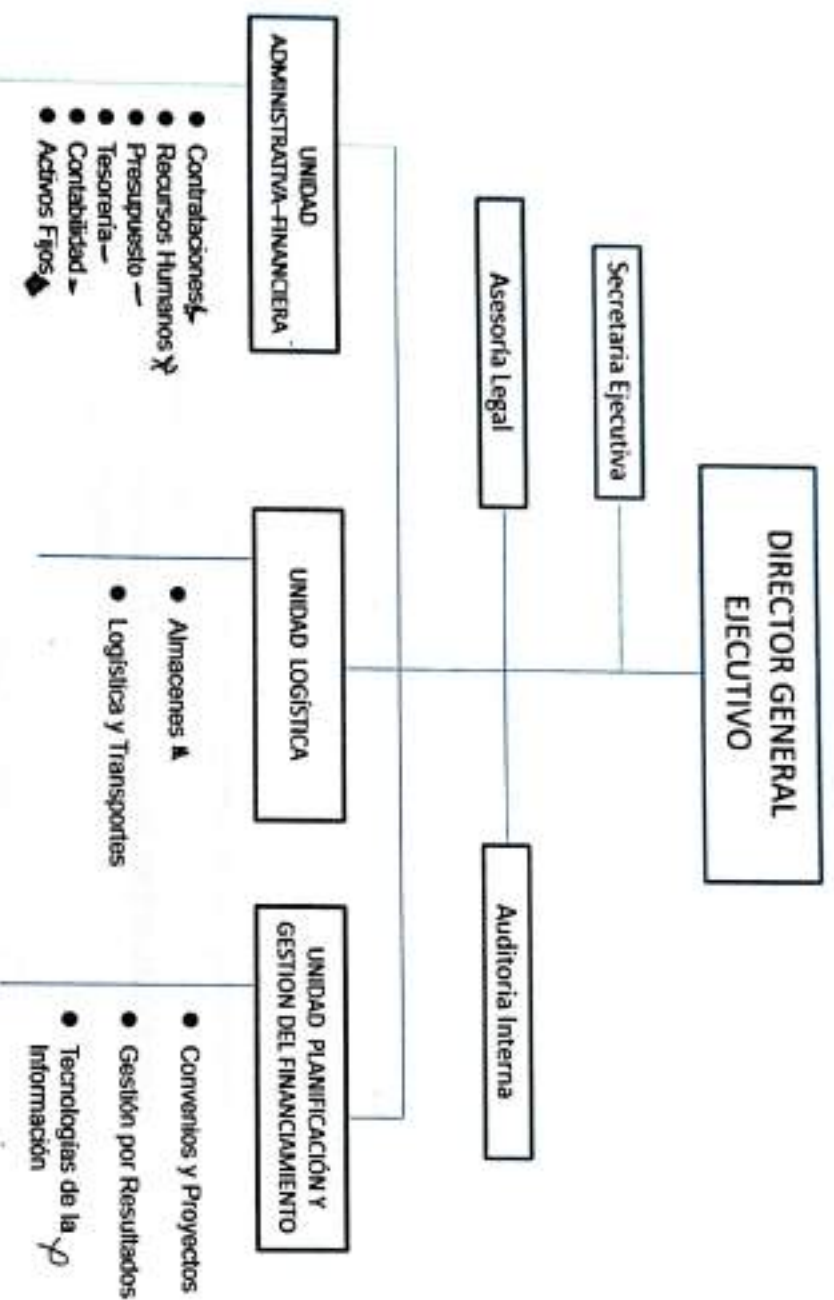 DIRECTOR GENERAL
EJECUTIVO
Secretaria Ejecutiva
Asesoría Legal
Auditoria Interna
UNIDAD
ADMINISTRATIVA-FINANCIERA
● Contrataciones
● Recursos Humanos
● Presupuesto
● Tesorería
● Contabilidad
● Activos Fijos
UNIDAD LOGÍSTICA
● Almacenes
● Logística y Transportes
UNIDAD PLANIFICACIÓN Y
GESTION DEL FINANCIAMIENTO
● Convenios y Proyectos
● Gestión por Resultados
● Tecnologías de la
Información